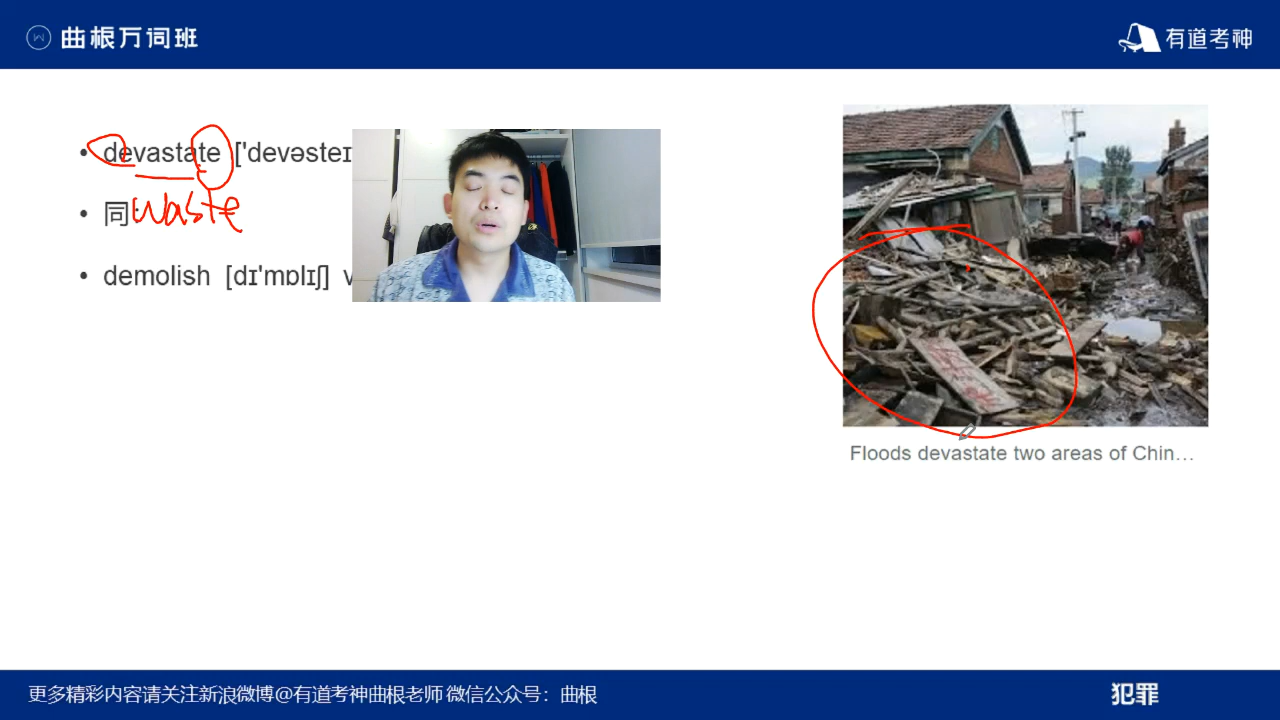 曲根万词班
有道考神
devastate ['devəsteɪ
同: waste
demolish [dɪ'mɒlɪʃ] v
Floods devastate two areas of Chin…
更多精彩内容请关注新浪微博@有道考神曲根老师 微信公众号：曲根
犯罪